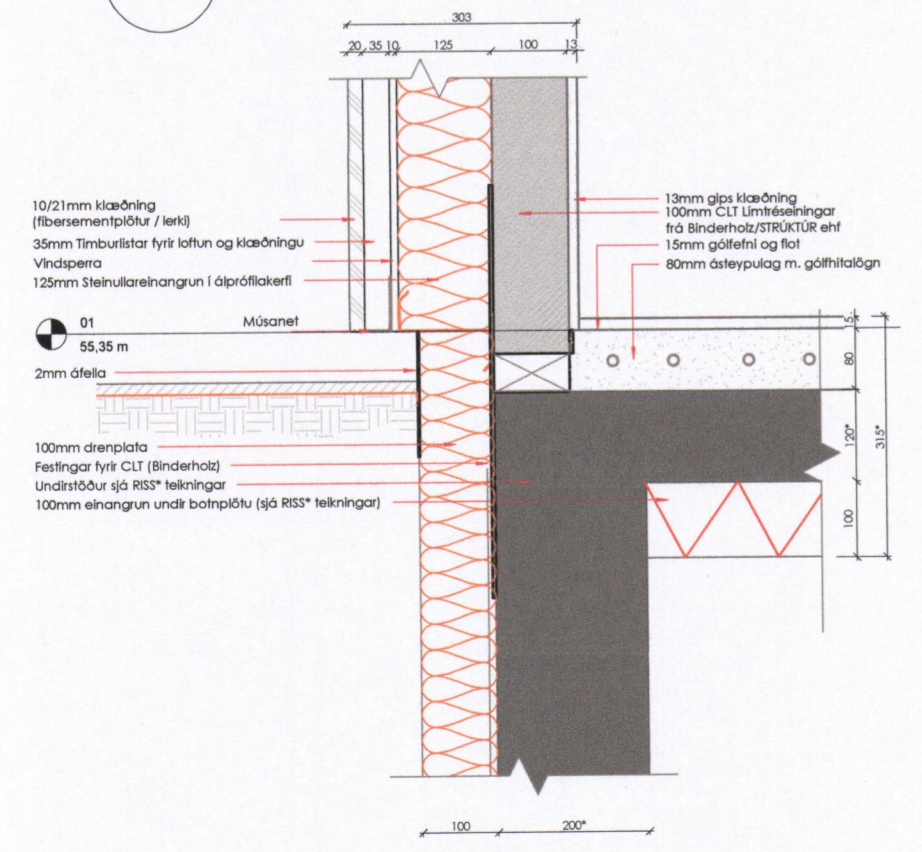 303
20 35 10 125 100 13
10/21mm klæðning
(fibersementplötur / lerki)
35mm Timburlistar fyrir loftun og klæðningu
Vindsperra
125mm Steinullareinangrun í álprófílakerfi
13mm gips klæðning
100mm CLT Límtréseiningar
frá Binderholz/STRÚKTÚR ehf
15mm gólfefni og flot
80mm ásteypulag m. gólfhitalögn
01
Músanet
55,35 m
2mm áfella
15
80
120*
315*
100
100mm drenplata
Festingar fyrir CLT (Binderholz)
Undirstöður sjá RISS* teikningar
100mm einangrun undir botnplötu (sjá RISS* teikningar)
100 200*